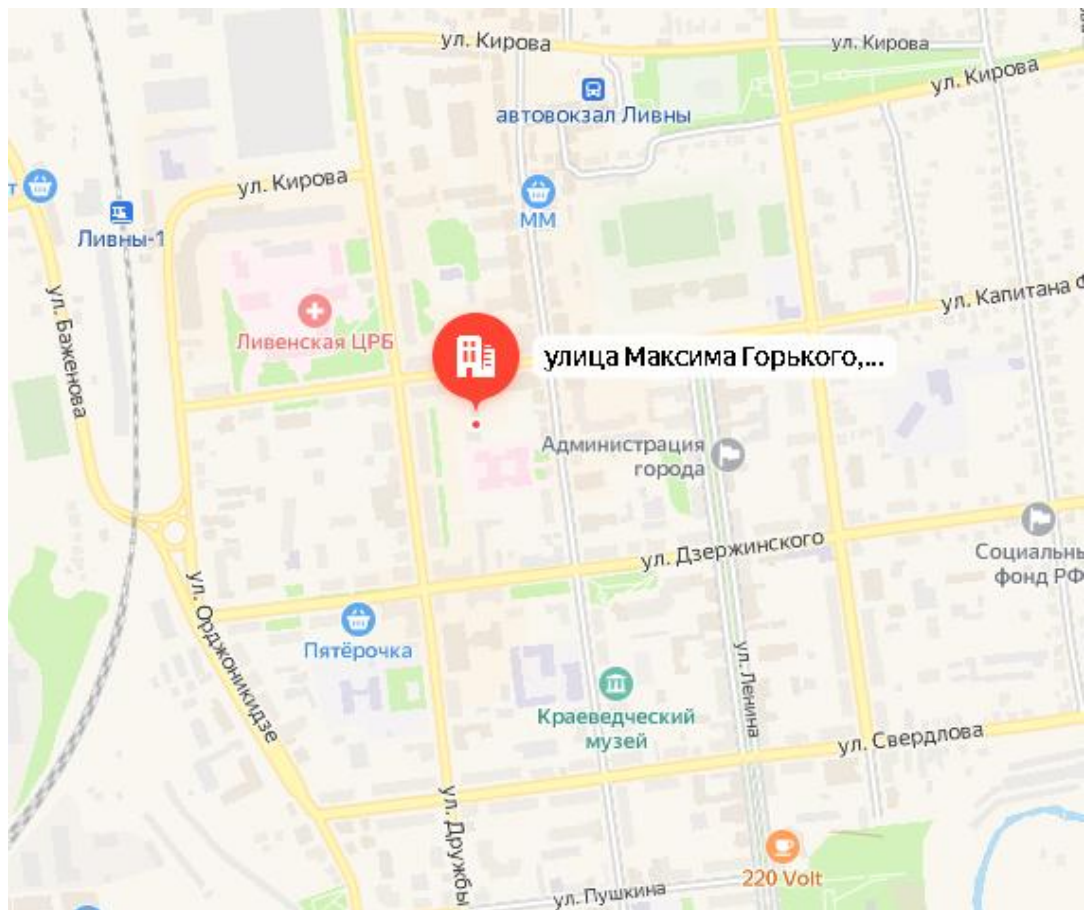 ул. Кирова
ул. Кирова
ул. Кирова
автовокзал Ливны
ул. Кирова
ММ
Ливны-1
ул. Капитана Ф
ул. Баженова
Ливенская ЦРБ
улица Максима Горького,...
Администрация
города
ул. Дзержинского
Социальны
фонд РФ
ул. Орджоникидзе
Пятёрочка
ул. Ленина
Краеведческий
музей
ул. Свердлова
ул. Дружбы
220 Volt
ул. Пушкина